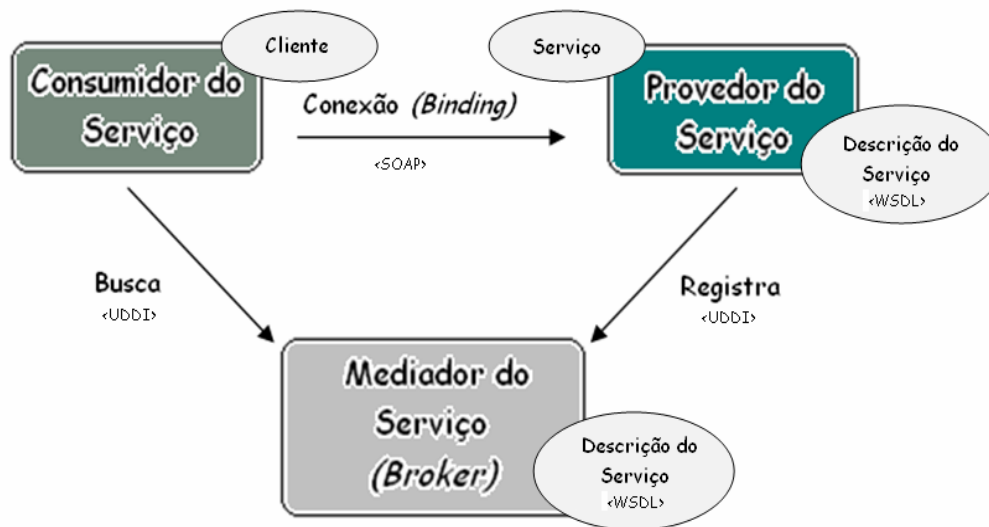 Cliente
Consumidor do
Serviço
Conexão (Binding)
‹SOAP›
Serviço
Provedor do
Serviço
Descrição do
Serviço
‹WSDL›
Busca
‹UDDI›
Registra
‹UDDI›
Mediador do
Serviço
(Broker)
Descrição do
Serviço
‹WSDL›